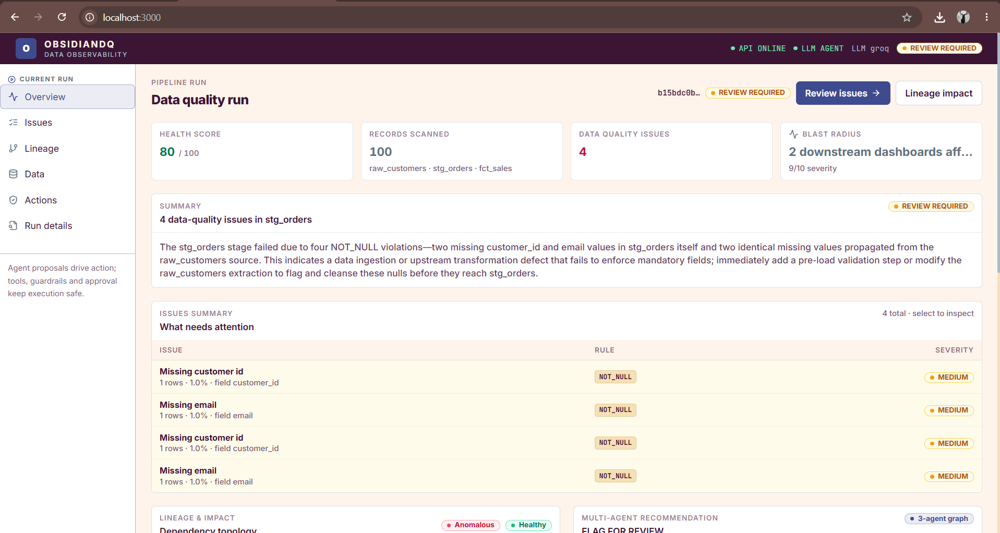 localhost:3000
O
OBSIDIANDQ
DATA OBSERVABILITY
API ONLINE
LLM AGENT
LLM groq
REVIEW REQUIRED
CURRENT RUN
Overview
Issues
Lineage
Data
Actions
Run details
Agent proposals drive action;
tools, guardrails and approval
keep execution safe.
PIPELINE RUN
Data quality run
b15bdc0b…
REVIEW REQUIRED
Review issues →
Lineage impact
HEALTH SCORE
80 / 100
RECORDS SCANNED
100
raw_customers · stg_orders · fct_sales
DATA QUALITY ISSUES
4
BLAST RADIUS
2 downstream dashboards aff…
9/10 severity
SUMMARY
4 data-quality issues in stg_orders
REVIEW REQUIRED
The stg_orders stage failed due to four NOT_NULL violations—two missing customer_id and email values in stg_orders itself and two identical missing values propagated from the
raw_customers source. This indicates a data ingestion or upstream transformation defect that fails to enforce mandatory fields; immediately add a pre-load validation step or modify the
raw_customers extraction to flag and cleanse these nulls before they reach stg_orders.
ISSUES SUMMARY
What needs attention
4 total · select to inspect
ISSUE RULE SEVERITY
Missing customer id
1 rows · 1.0% · field customer_id
NOT_NULL
MEDIUM
Missing email
1 rows · 1.0% · field email
NOT_NULL
MEDIUM
Missing customer id
1 rows · 1.0% · field customer_id
NOT_NULL
MEDIUM
Missing email
1 rows · 1.0% · field email
NOT_NULL
MEDIUM
LINEAGE & IMPACT
Dependency topology
Anomalous
Healthy
MULTI-AGENT RECOMMENDATION
FLAG FOR REVIEW
3-agent graph